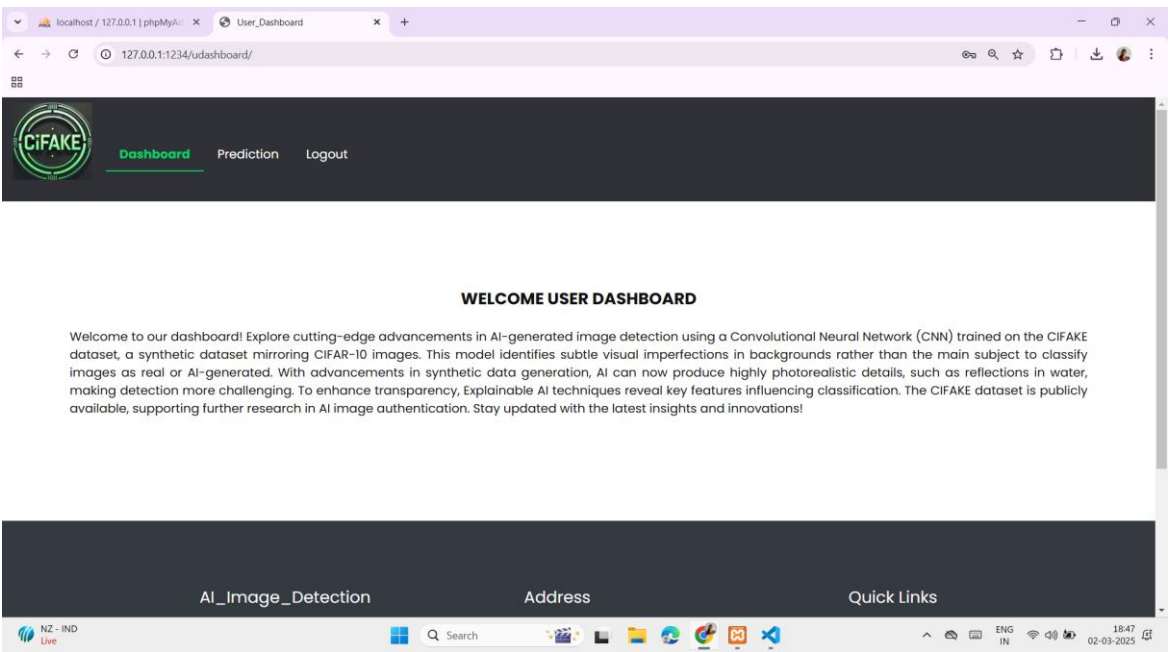 localhost / 127.0.0.1 | phpMyAd
User_Dashboard
127.0.0.1:1234/udashboard/
CiFAKE
Dashboard Prediction Logout
WELCOME USER DASHBOARD
Welcome to our dashboard! Explore cutting-edge advancements in AI-generated image detection using a Convolutional Neural Network (CNN) trained on the CIFAKE
dataset, a synthetic dataset mirroring CIFAR-10 images. This model identifies subtle visual imperfections in backgrounds rather than the main subject to classify
images as real or AI-generated. With advancements in synthetic data generation, AI can now produce highly photorealistic details, such as reflections in water,
making detection more challenging. To enhance transparency, Explainable AI techniques reveal key features influencing classification. The CIFAKE dataset is publicly
available, supporting further research in AI image authentication. Stay updated with the latest insights and innovations!
AI_Image_Detection Address Quick Links
NZ - IND
Live
Search
ENG
IN
18:47
02-03-2025